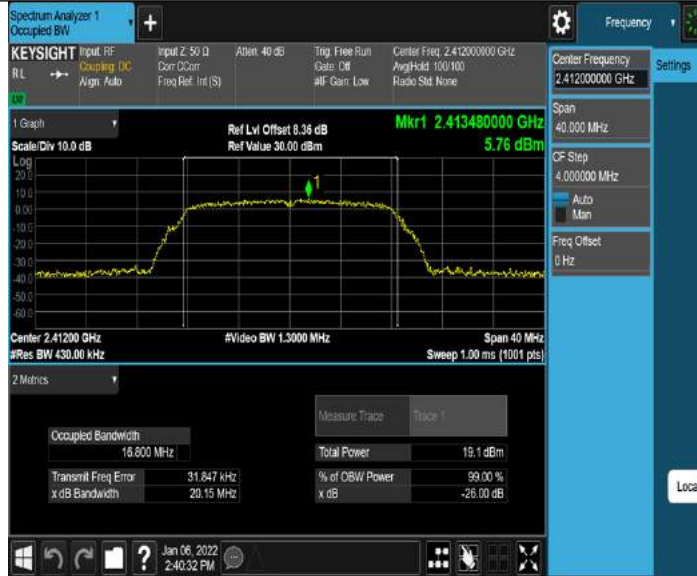 Spectrum Analyzer 1
Occupied BW
+
Frequency
KEYSIGHT
RL
Input: RF
Coupling: DC
Align: Auto
Input Z: 50 Ω
Corr CCorr
Freq Ref: Int (S)
Atten: 40 dB
Trig: Free Run
Gate: Off
#IF Gain: Low
Center Freq: 2.412000000 GHz
Avg|Hold: 100/100
Radio Std: None
Center Frequency
2.412000000 GHz
Settings
Span
40.000 MHz
CF Step
4.000000 MHz
Auto
Man
Freq Offset
0 Hz
1 Graph
Scale/Div 10.0 dB
Ref Lvl Offset 8.36 dB
Ref Value 30.00 dBm
Mkr1 2.413480000 GHz
5.76 dBm
Log
20.0
10.0
0.00
-10.0
-20.0
-30.0
-40.0
-50.0
-60.0
1
Center 2.41200 GHz
#Res BW 430.00 kHz
#Video BW 1.3000 MHz
Span 40 MHz
Sweep 1.00 ms (1001 pts)
2 Metrics
Measure Trace
Trace 1
Occupied Bandwidth
16.800 MHz
Total Power
19.1 dBm
Transmit Freq Error
31.847 kHz
% of OBW Power
99.00 %
x dB Bandwidth
20.15 MHz
x dB
-26.00 dB
Loca
?
Jan 06, 2022
2:40:32 PM